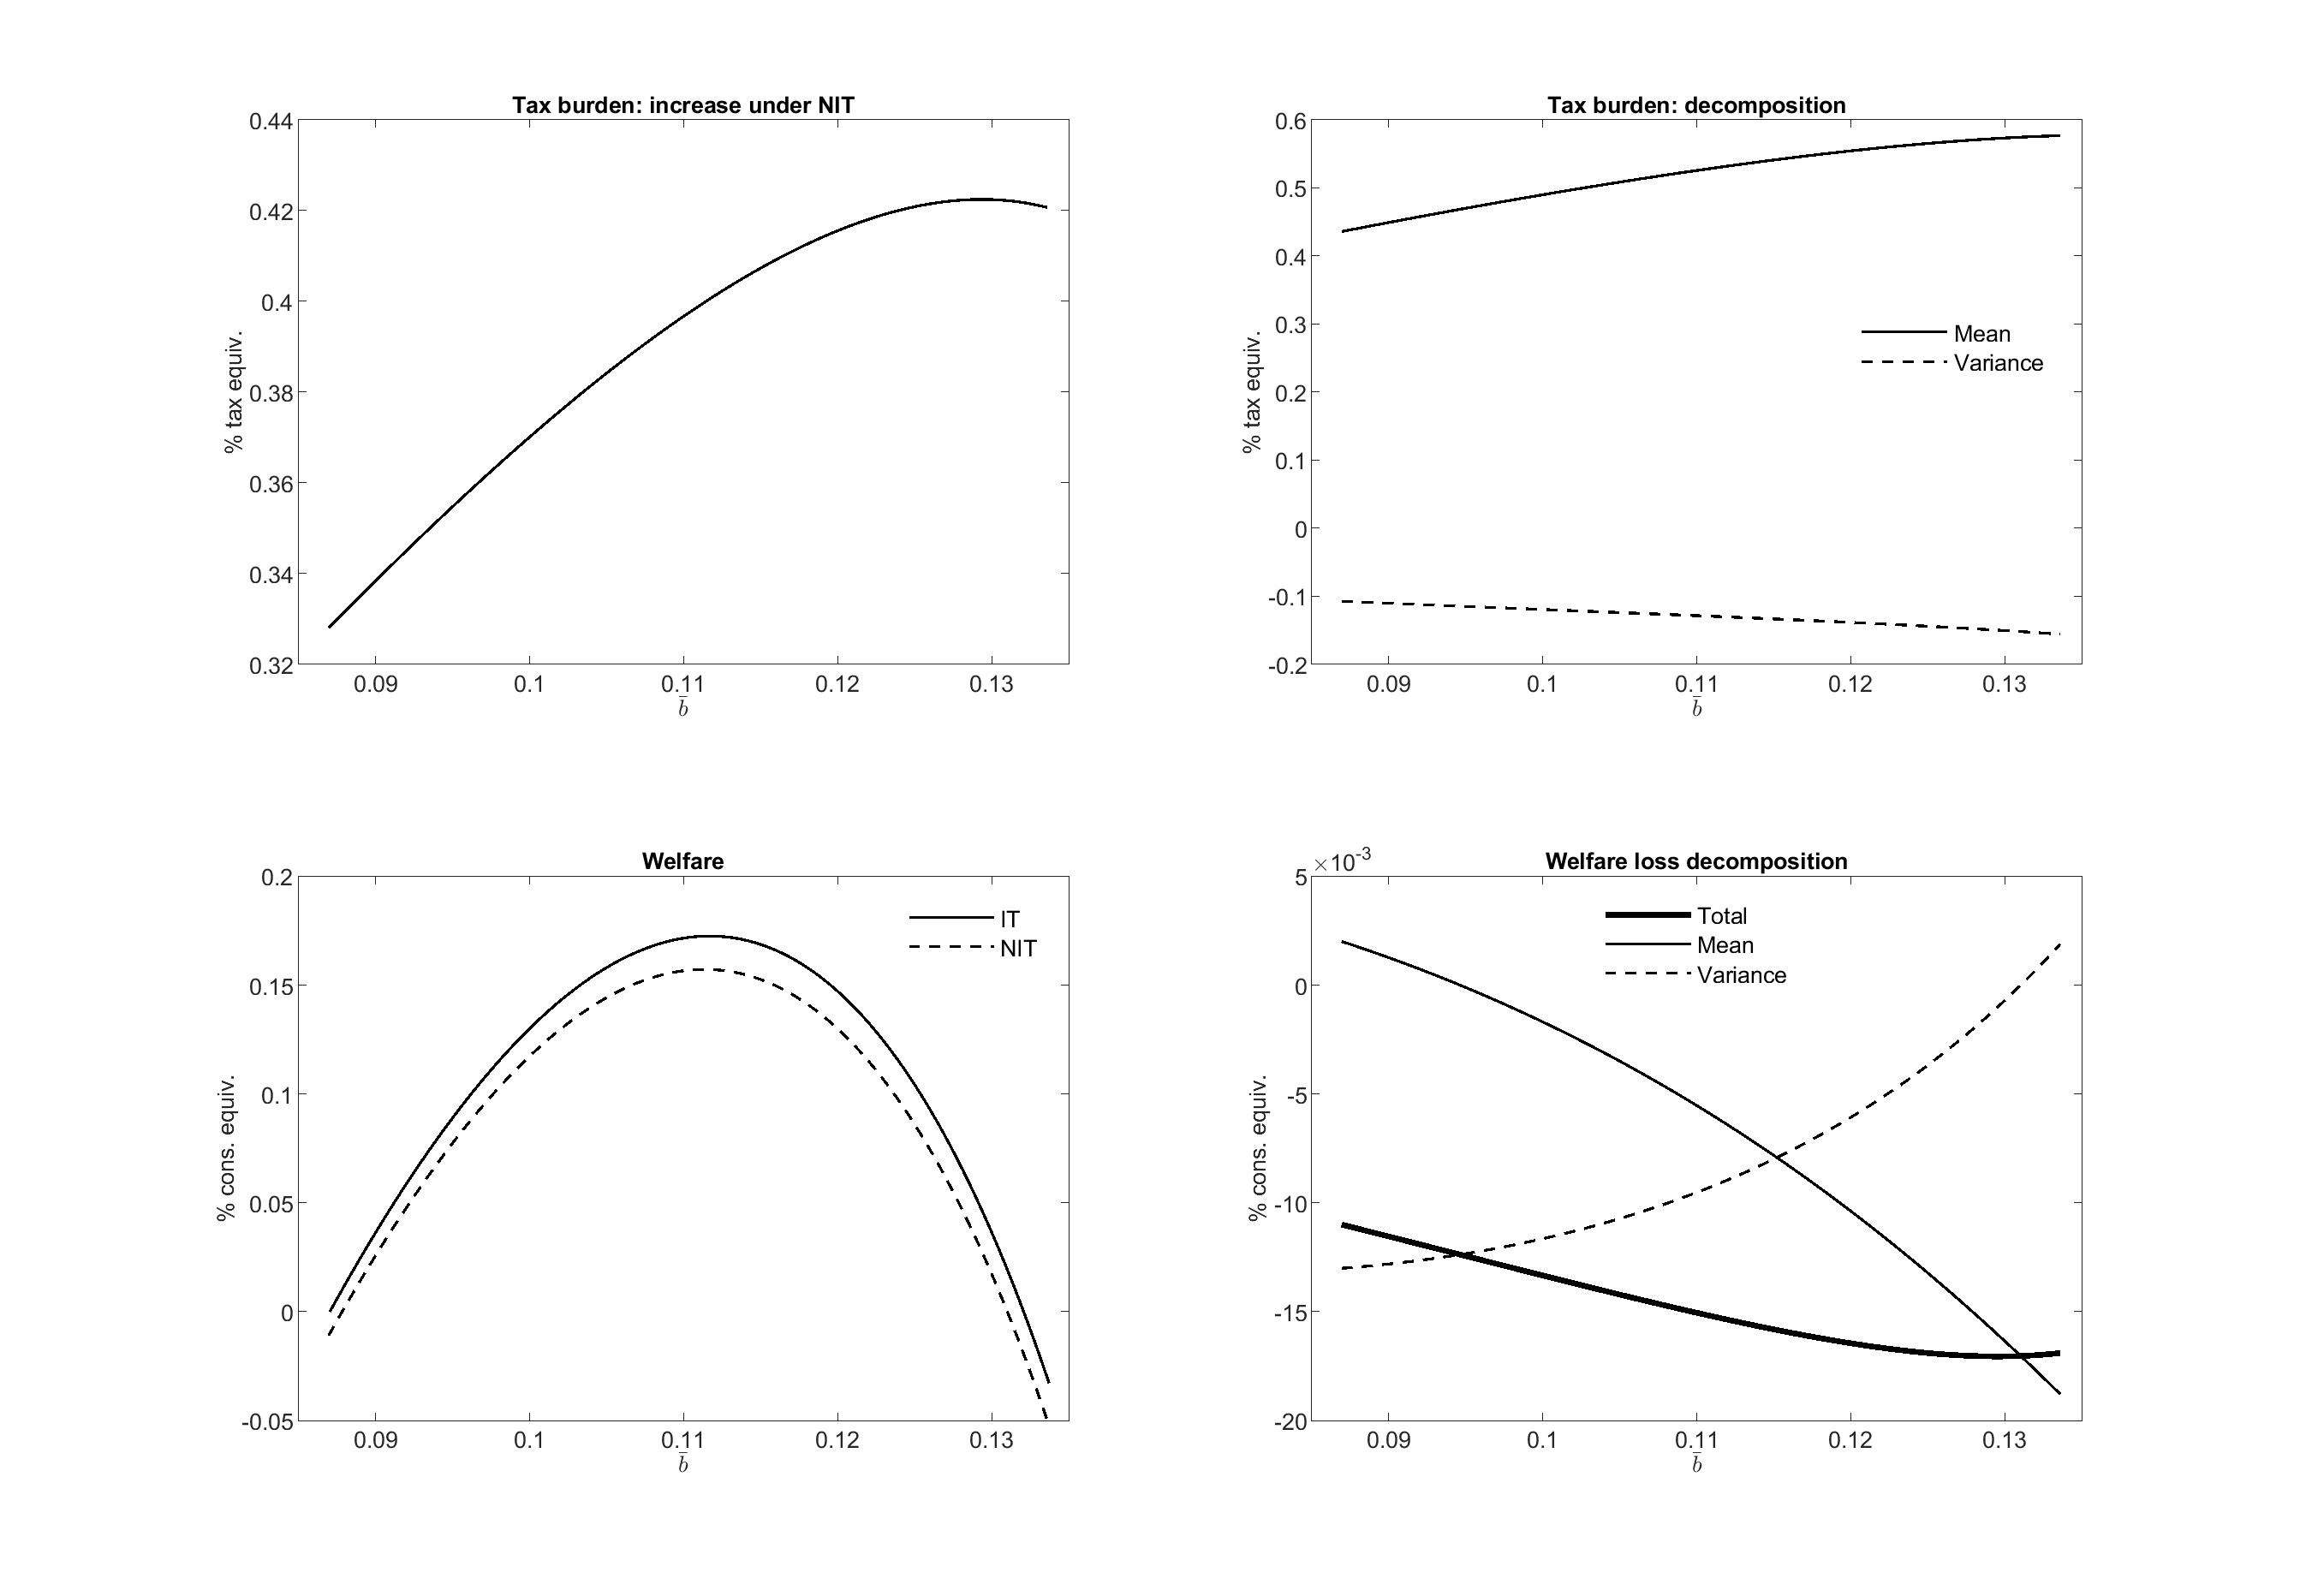 Tax burden: increase under NIT
0.44
0.42
0.4
0.38
0.36
0.34
0.32
% tax equiv.
0.09 0.1 0.11 0.12 0.13
b̄
Tax burden: decomposition
0.6
0.5
0.4
0.3
0.2
0.1
0
-0.1
-0.2
% tax equiv.
Mean
Variance
0.09 0.1 0.11 0.12 0.13
b̄
Welfare
0.2
0.15
0.1
0.05
0
-0.05
% cons. equiv.
IT
NIT
0.09 0.1 0.11 0.12 0.13
b̄
Welfare loss decomposition
×10⁻³
5
0
-5
-10
-15
-20
% cons. equiv.
Total
Mean
Variance
0.09 0.1 0.11 0.12 0.13
b̄